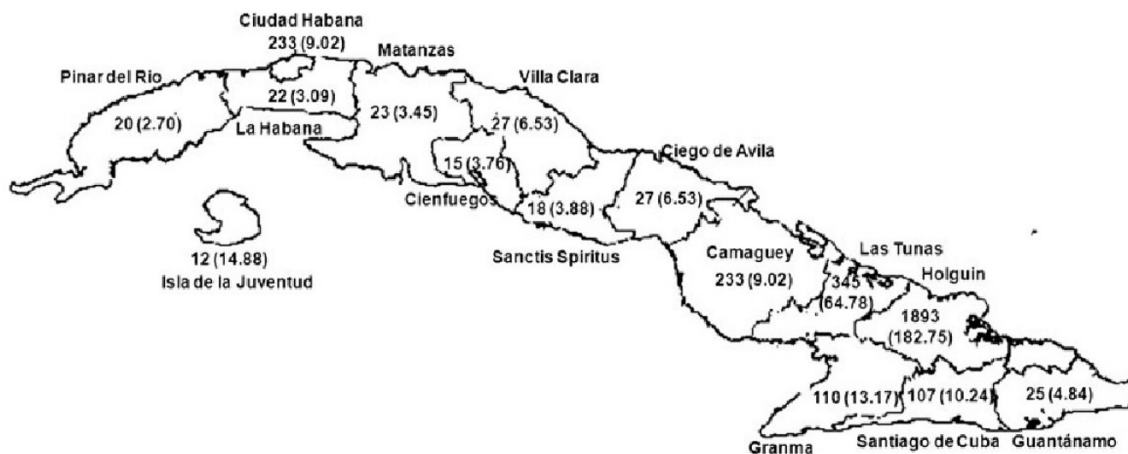 Ciudad Habana
233 (9.02)
Matanzas
Pinar del Rio
Villa Clara
22 (3.09)
23 (3.45)
20 (2.70)
27 (6.53)
La Habana
Ciego de Avila
15 (3.76)
Cienfuegos
27 (6.53)
18 (3.88)
12 (14.88)
Isla de la Juventud
Sanctis Spiritus
Camaguey
233 (9.02)
Las Tunas
345
(64.78)
Holguin
1893
(182.75)
110 (13.17)
107 (10.24)
25 (4.84)
Granma
Santiago de Cuba
Guantánamo